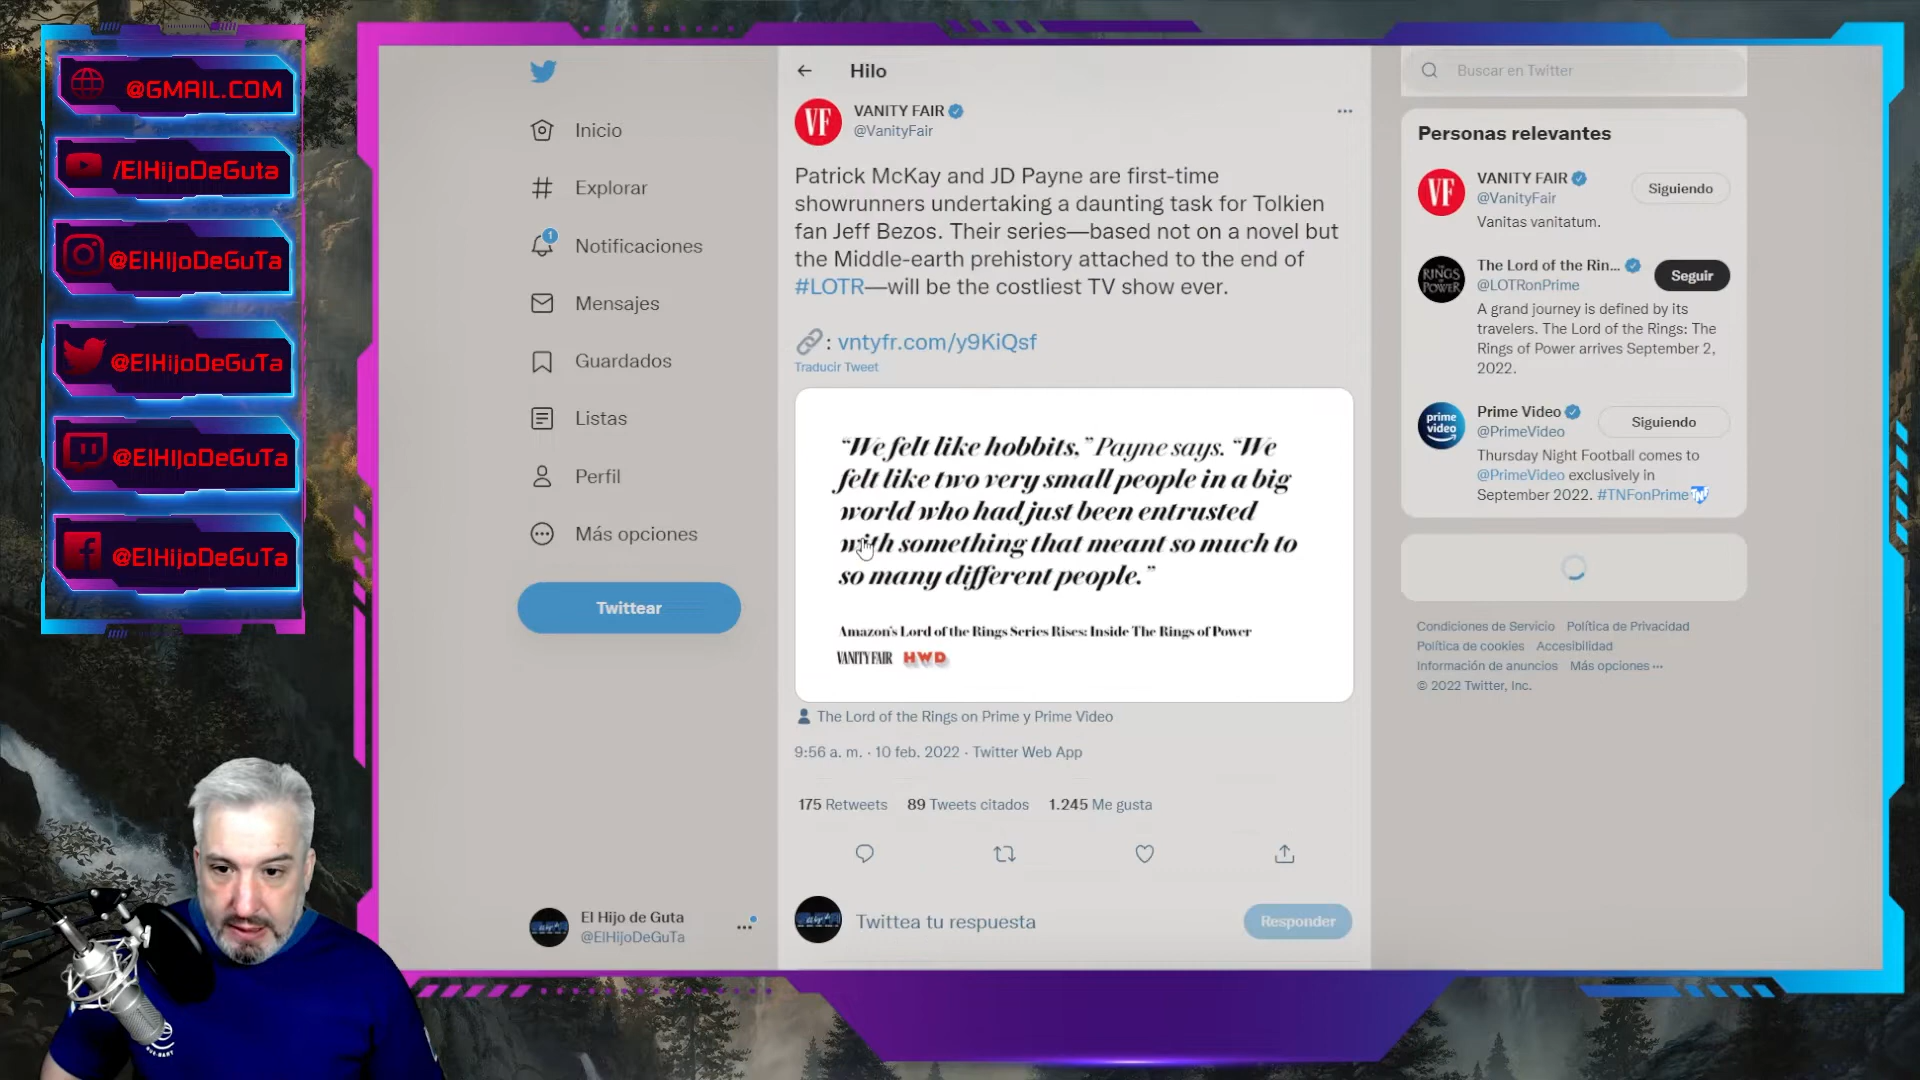 @GMAIL.COM
/ElHijoDeGuta
@ElHIjoDeGuTa
@ElHIjoDeGuTa
@ElHIjoDeGuTa
@ElHIjoDeGuTa
Inicio
Explorar
1
Notificaciones
Mensajes
Guardados
Listas
Perfil
Más opciones
Twittear
El Hijo de Guta
@ElHijoDeGuTa
Hilo
VF
VANITY FAIR
@VanityFair
Patrick McKay and JD Payne are first-time
showrunners undertaking a daunting task for Tolkien
fan Jeff Bezos. Their series—based not on a novel but
the Middle-earth prehistory attached to the end of
#LOTR—will be the costliest TV show ever.
: vntyfr.com/y9KiQsf
Traducir Tweet
“We felt like hobbits,” Payne says. “We
felt like two very small people in a big
world who had just been entrusted
with something that meant so much to
so many different people.”
Amazon's Lord of the Rings Series Rises: Inside The Rings of Power
VANITY FAIR HWD
The Lord of the Rings on Prime y Prime Video
9:56 a. m. · 10 feb. 2022 · Twitter Web App
175 Retweets 89 Tweets citados 1.245 Me gusta
Twittea tu respuesta
Responder
Buscar en Twitter
Personas relevantes
VF
VANITY FAIR
@VanityFair
Siguiendo
Vanitas vanitatum.
RINGS
OF
POWER
The Lord of the Rin...
@LOTRonPrime
Seguir
A grand journey is defined by its
travelers. The Lord of the Rings: The
Rings of Power arrives September 2,
2022.
prime
video
Prime Video
@PrimeVideo
Siguiendo
Thursday Night Football comes to
@PrimeVideo exclusively in
September 2022. #TNFonPrime
Condiciones de Servicio Política de Privacidad
Política de cookies Accesibilidad
Información de anuncios Más opciones ···
© 2022 Twitter, Inc.